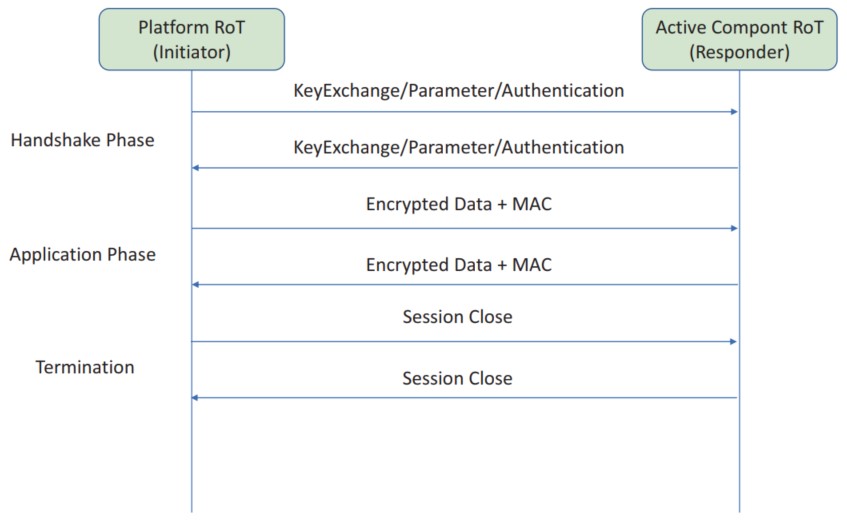 Platform RoT
(Initiator)
Active Compont RoT
(Responder)
KeyExchange/Parameter/Authentication
Handshake Phase
KeyExchange/Parameter/Authentication
Encrypted Data + MAC
Application Phase
Encrypted Data + MAC
Session Close
Termination
Session Close